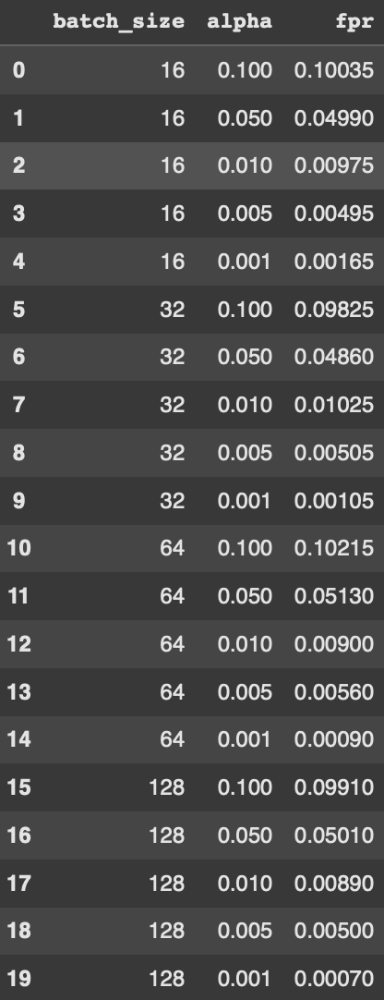 batch_size alpha fpr
0 16 0.100 0.10035
1 16 0.050 0.04990
2 16 0.010 0.00975
3 16 0.005 0.00495
4 16 0.001 0.00165
5 32 0.100 0.09825
6 32 0.050 0.04860
7 32 0.010 0.01025
8 32 0.005 0.00505
9 32 0.001 0.00105
10 64 0.100 0.10215
11 64 0.050 0.05130
12 64 0.010 0.00900
13 64 0.005 0.00560
14 64 0.001 0.00090
15 128 0.100 0.09910
16 128 0.050 0.05010
17 128 0.010 0.00890
18 128 0.005 0.00500
19 128 0.001 0.00070